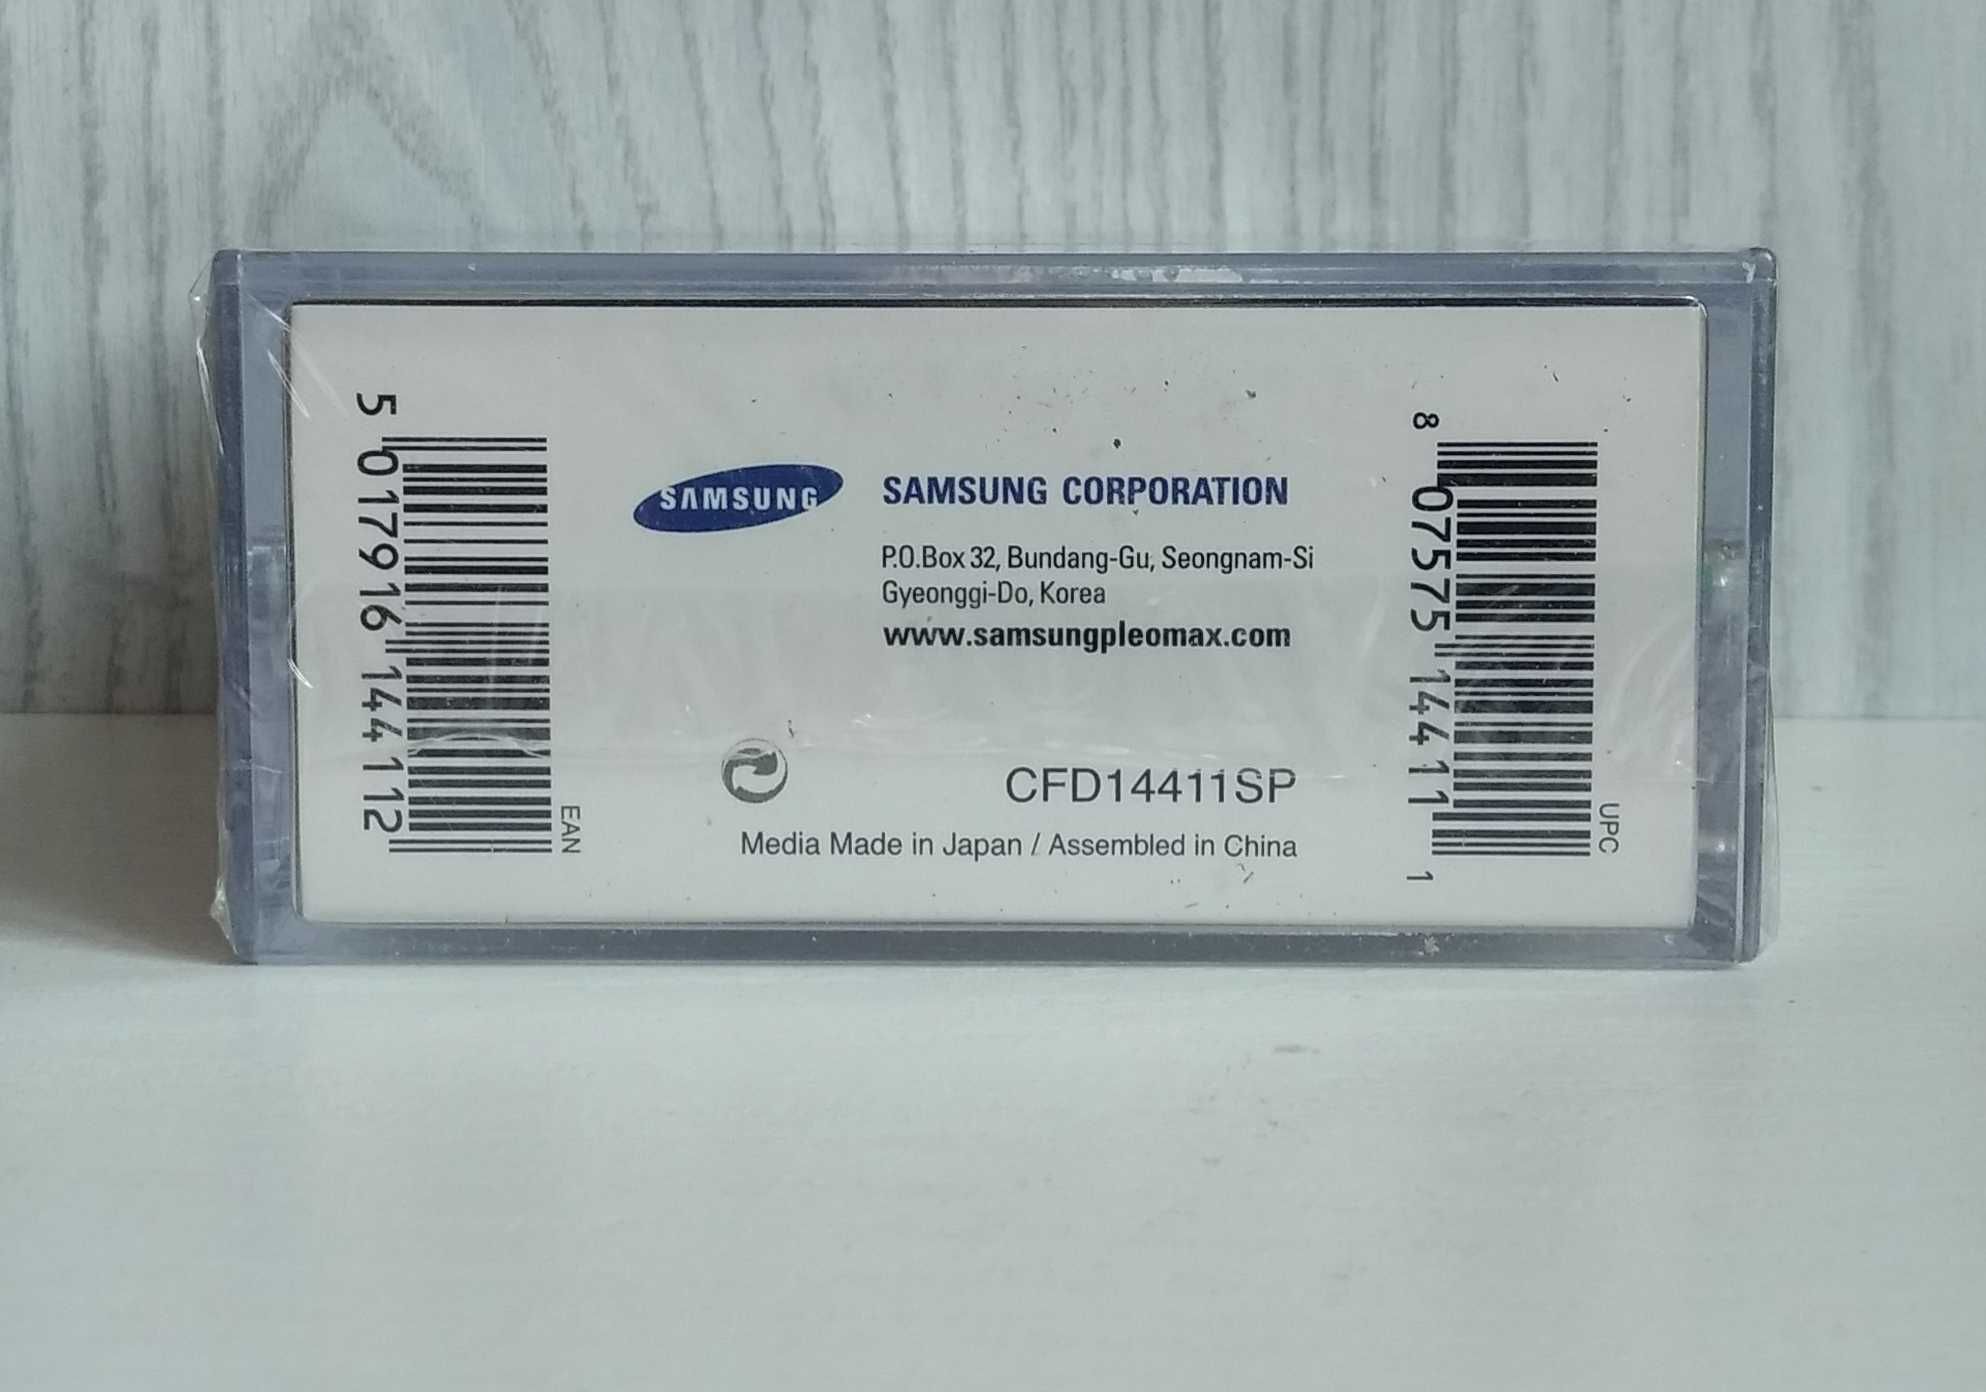 5 017916 144112
EAN
SAMSUNG
SAMSUNG CORPORATION
P.O.Box 32, Bundang-Gu, Seongnam-Si
Gyeonggi-Do, Korea
www.samsungpleomax.com
CFD14411SP
Media Made in Japan / Assembled in China
8 07575 14411 1
UPC